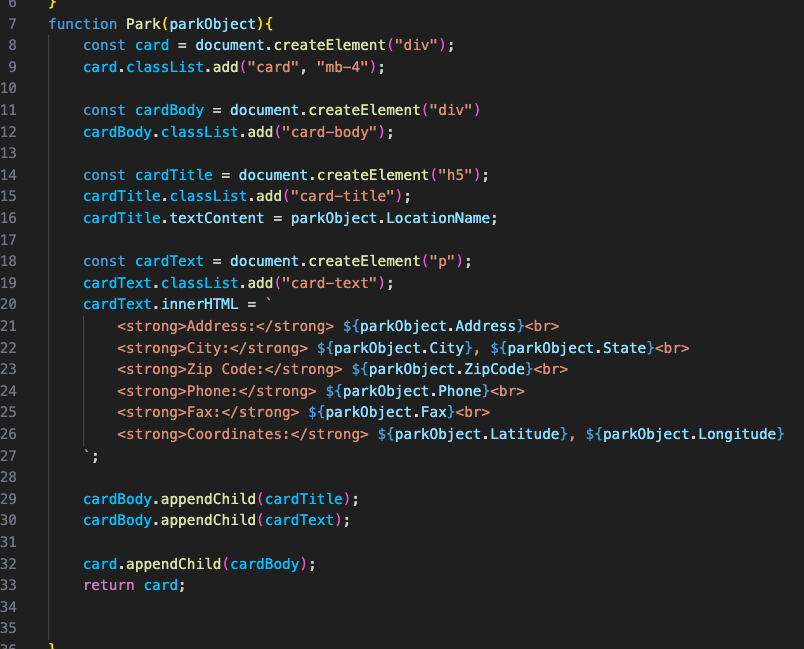 6 }
7 function Park(parkObject){
8 const card = document.createElement("div");
9 card.classList.add("card", "mb-4");
10
11 const cardBody = document.createElement("div")
12 cardBody.classList.add("card-body");
13
14 const cardTitle = document.createElement("h5");
15 cardTitle.classList.add("card-title");
16 cardTitle.textContent = parkObject.LocationName;
17
18 const cardText = document.createElement("p");
19 cardText.classList.add("card-text");
20 cardText.innerHTML = `
21 <strong>Address:</strong> ${parkObject.Address}<br>
22 <strong>City:</strong> ${parkObject.City}, ${parkObject.State}<br>
23 <strong>Zip Code:</strong> ${parkObject.ZipCode}<br>
24 <strong>Phone:</strong> ${parkObject.Phone}<br>
25 <strong>Fax:</strong> ${parkObject.Fax}<br>
26 <strong>Coordinates:</strong> ${parkObject.Latitude}, ${parkObject.Longitude}
27 `;
28
29 cardBody.appendChild(cardTitle);
30 cardBody.appendChild(cardText);
31
32 card.appendChild(cardBody);
33 return card;
34
35
36 }